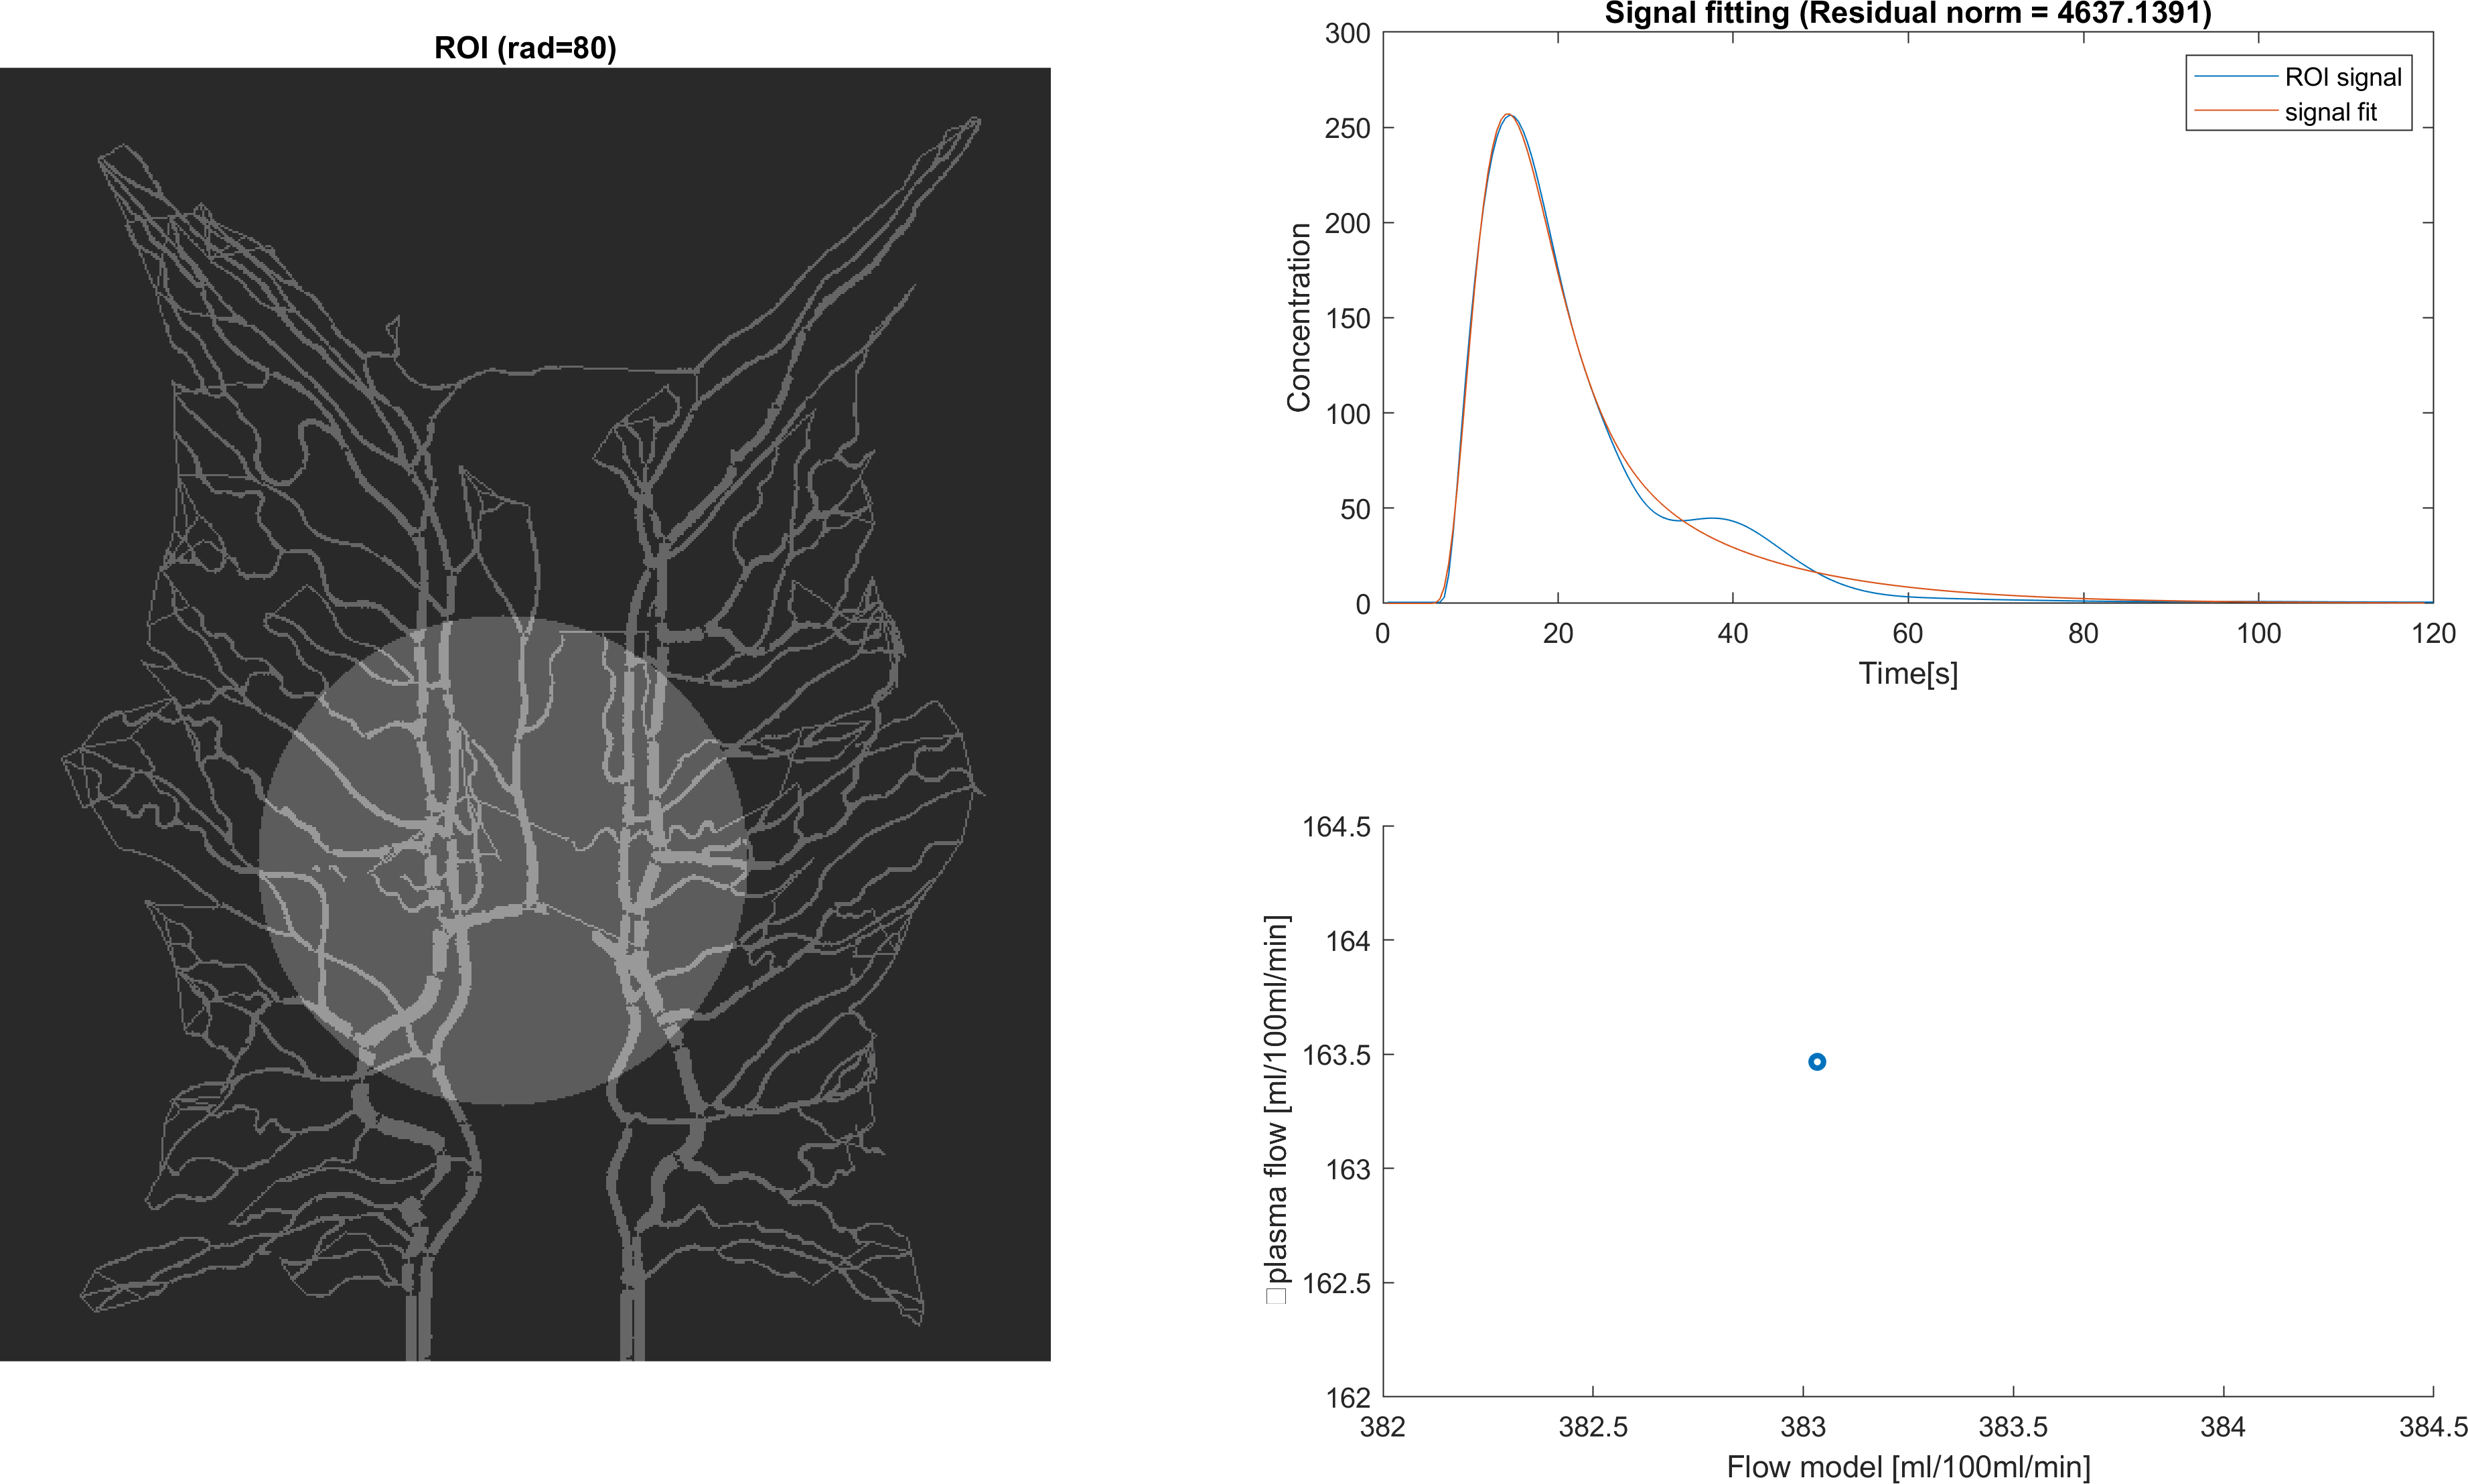 ROI (rad=80)
Signal fitting (Residual norm = 4637.1391)
300
250
200
150
100
50
0
Concentration
ROI signal
signal fit
0 20 40 60 80 100 120
Time[s]
164.5
164
163.5
163
162.5
162
□plasma flow [ml/100ml/min]
382 382.5 383 383.5 384 384.5
Flow model [ml/100ml/min]